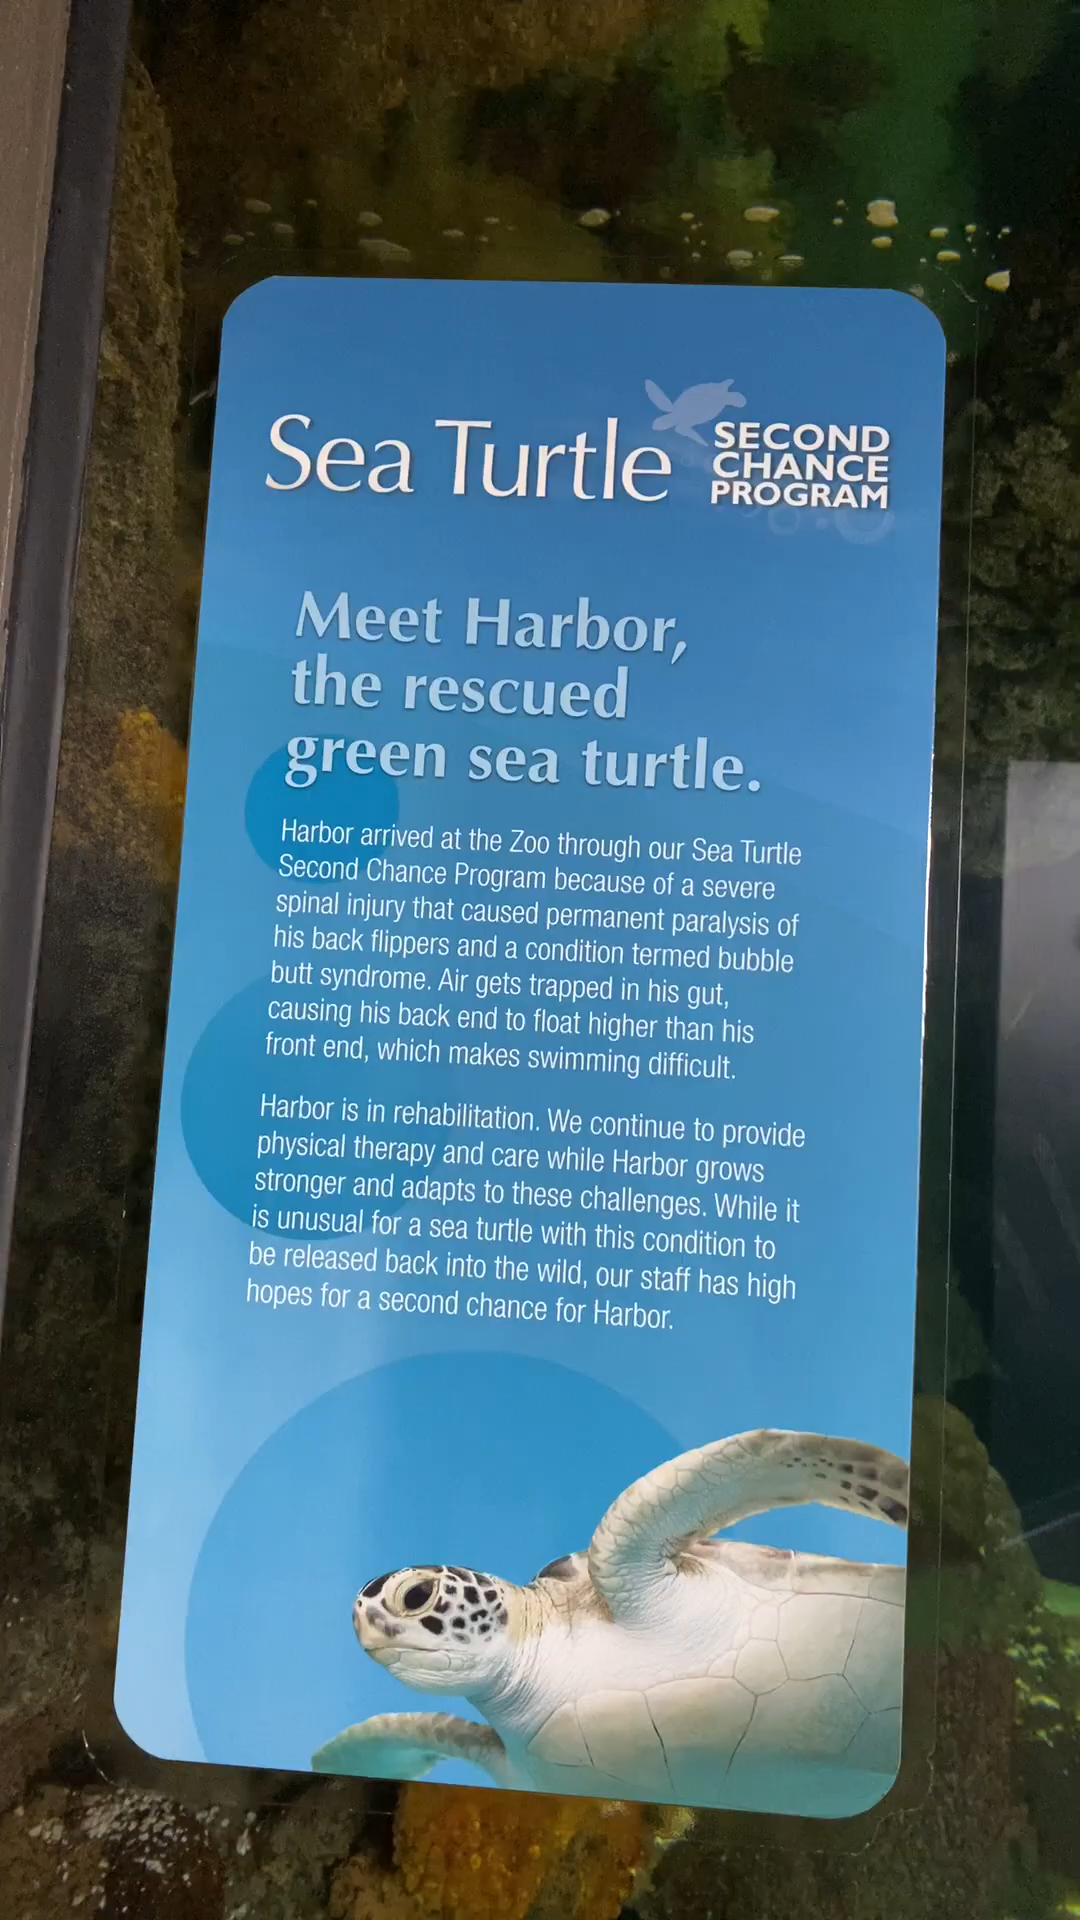 Sea Turtle
SECOND
CHANCE
PROGRAM
Meet Harbor,
the rescued
green sea turtle.
Harbor arrived at the Zoo through our Sea Turtle
Second Chance Program because of a severe
spinal injury that caused permanent paralysis of
his back flippers and a condition termed bubble
butt syndrome. Air gets trapped in his gut,
causing his back end to float higher than his
front end, which makes swimming difficult.
Harbor is in rehabilitation. We continue to provide
physical therapy and care while Harbor grows
stronger and adapts to these challenges. While it
is unusual for a sea turtle with this condition to
be released back into the wild, our staff has high
hopes for a second chance for Harbor.